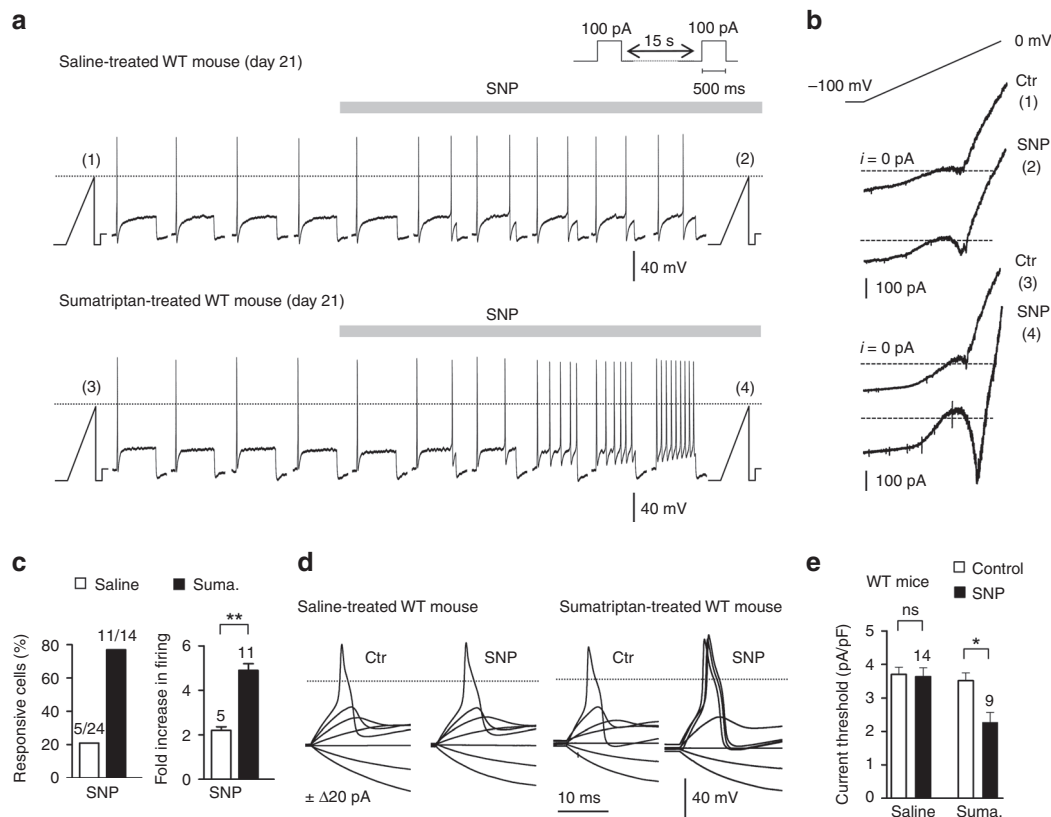 a
100 pA
15 s
100 pA
500 ms
Saline-treated WT mouse (day 21)
SNP
(1)
(2)
40 mV
Sumatriptan-treated WT mouse (day 21)
SNP
(3)
(4)
40 mV
b
0 mV
–100 mV
Ctr
(1)
i = 0 pA
SNP
(2)
100 pA
Ctr
(3)
i = 0 pA
SNP
(4)
100 pA
c
Saline
Suma.
Responsive cells (%)
80
60
40
20
0
5/24
11/14
SNP
Fold increase in firing
6
4
2
0
5
**
11
SNP
d
Saline-treated WT mouse
Ctr
SNP
± Δ20 pA
Sumatriptan-treated WT mouse
Ctr
SNP
10 ms
40 mV
e
Control
SNP
WT mice
Current threshold (pA/pF)
5
4
3
2
1
0
ns
14
*
9
Saline
Suma.